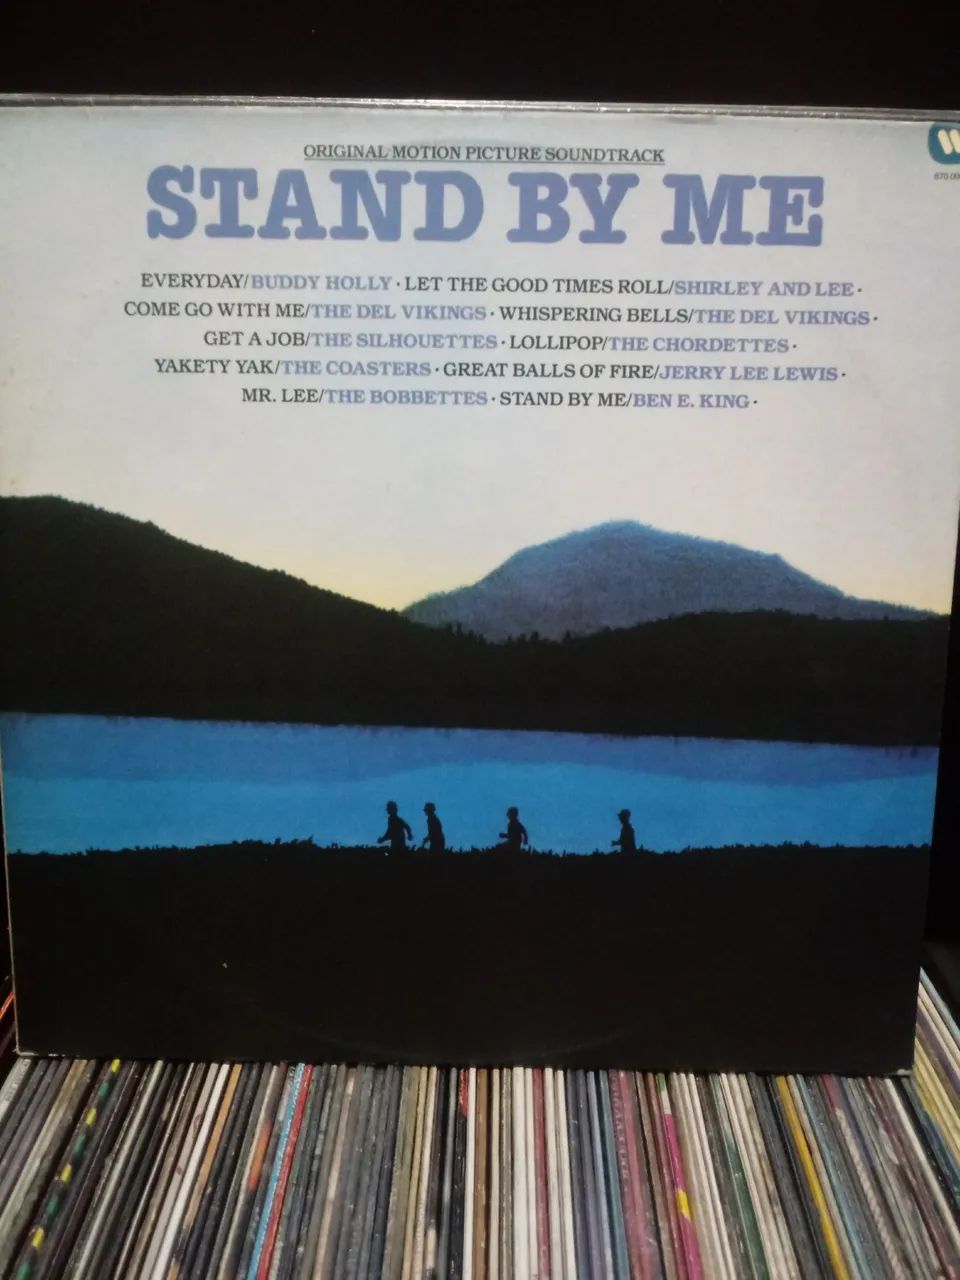 ORIGINAL MOTION PICTURE SOUNDTRACK
STAND BY ME
EVERYDAY/BUDDY HOLLY · LET THE GOOD TIMES ROLL/SHIRLEY AND LEE ·
COME GO WITH ME/THE DEL VIKINGS · WHISPERING BELLS/THE DEL VIKINGS ·
GET A JOB/THE SILHOUETTES · LOLLIPOP/THE CHORDETTES ·
YAKETY YAK/THE COASTERS · GREAT BALLS OF FIRE/JERRY LEE LEWIS ·
MR. LEE/THE BOBBETTES · STAND BY ME/BEN E. KING ·